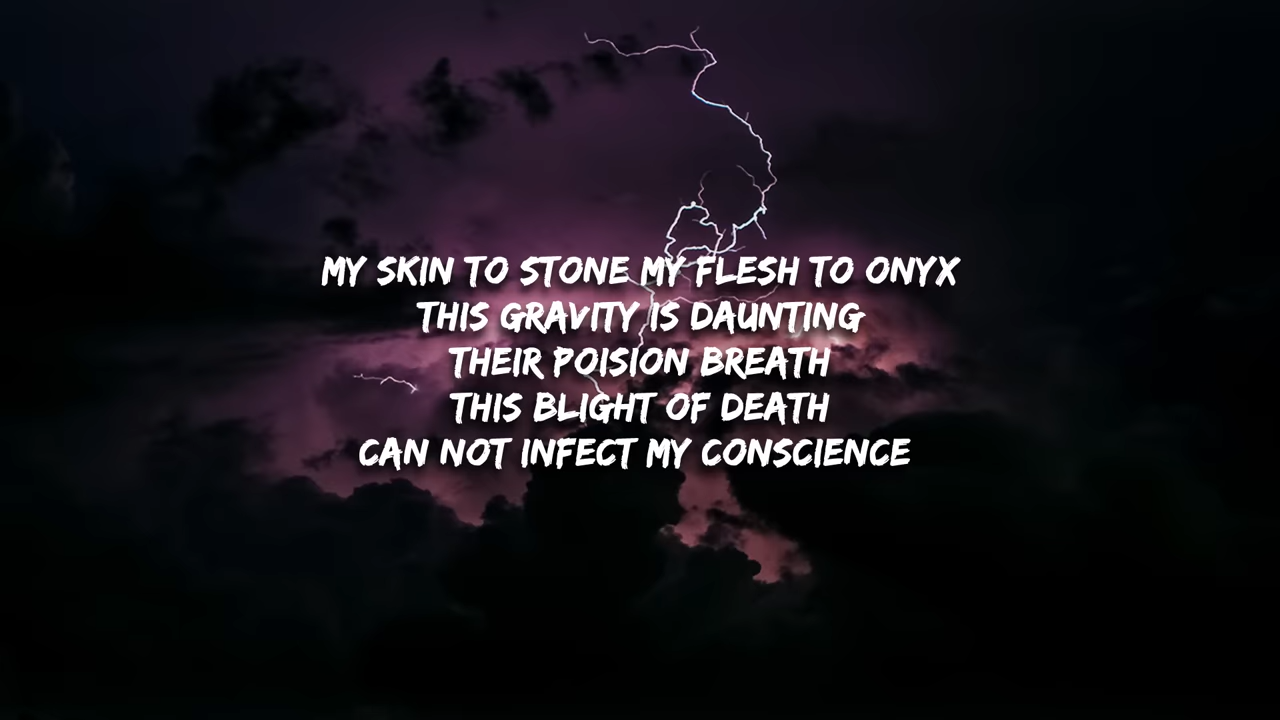 MY SKIN TO STONE MY FLESH TO ONYX
THIS GRAVITY IS DAUNTING
THEIR POISION BREATH
THIS BLIGHT OF DEATH
CAN NOT INFECT MY CONSCIENCE